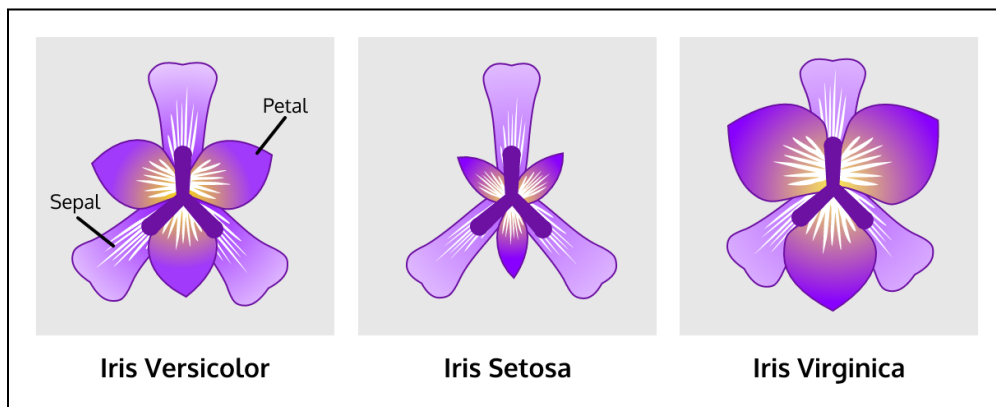 Petal
Sepal
Iris Versicolor
Iris Setosa
Iris Virginica